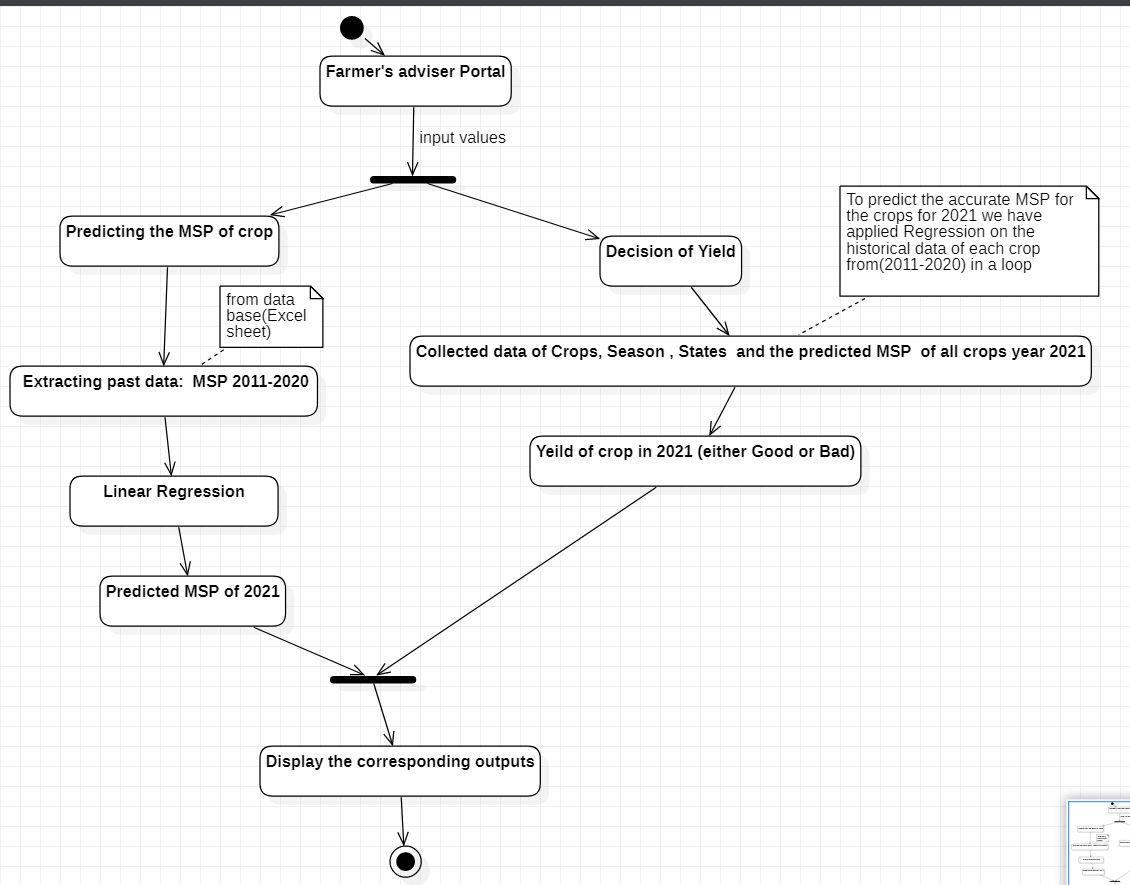 Farmer's adviser Portal
input values
Predicting the MSP of crop
Decision of Yield
To predict the accurate MSP for
the crops for 2021 we have
applied Regression on the
historical data of each crop
from(2011-2020) in a loop
from data
base(Excel
sheet)
Collected data of Crops, Season , States  and the predicted MSP  of all crops year 2021
Extracting past data:  MSP 2011-2020
Yeild of crop in 2021 (either Good or Bad)
Linear Regression
Predicted MSP of 2021
Display the corresponding outputs